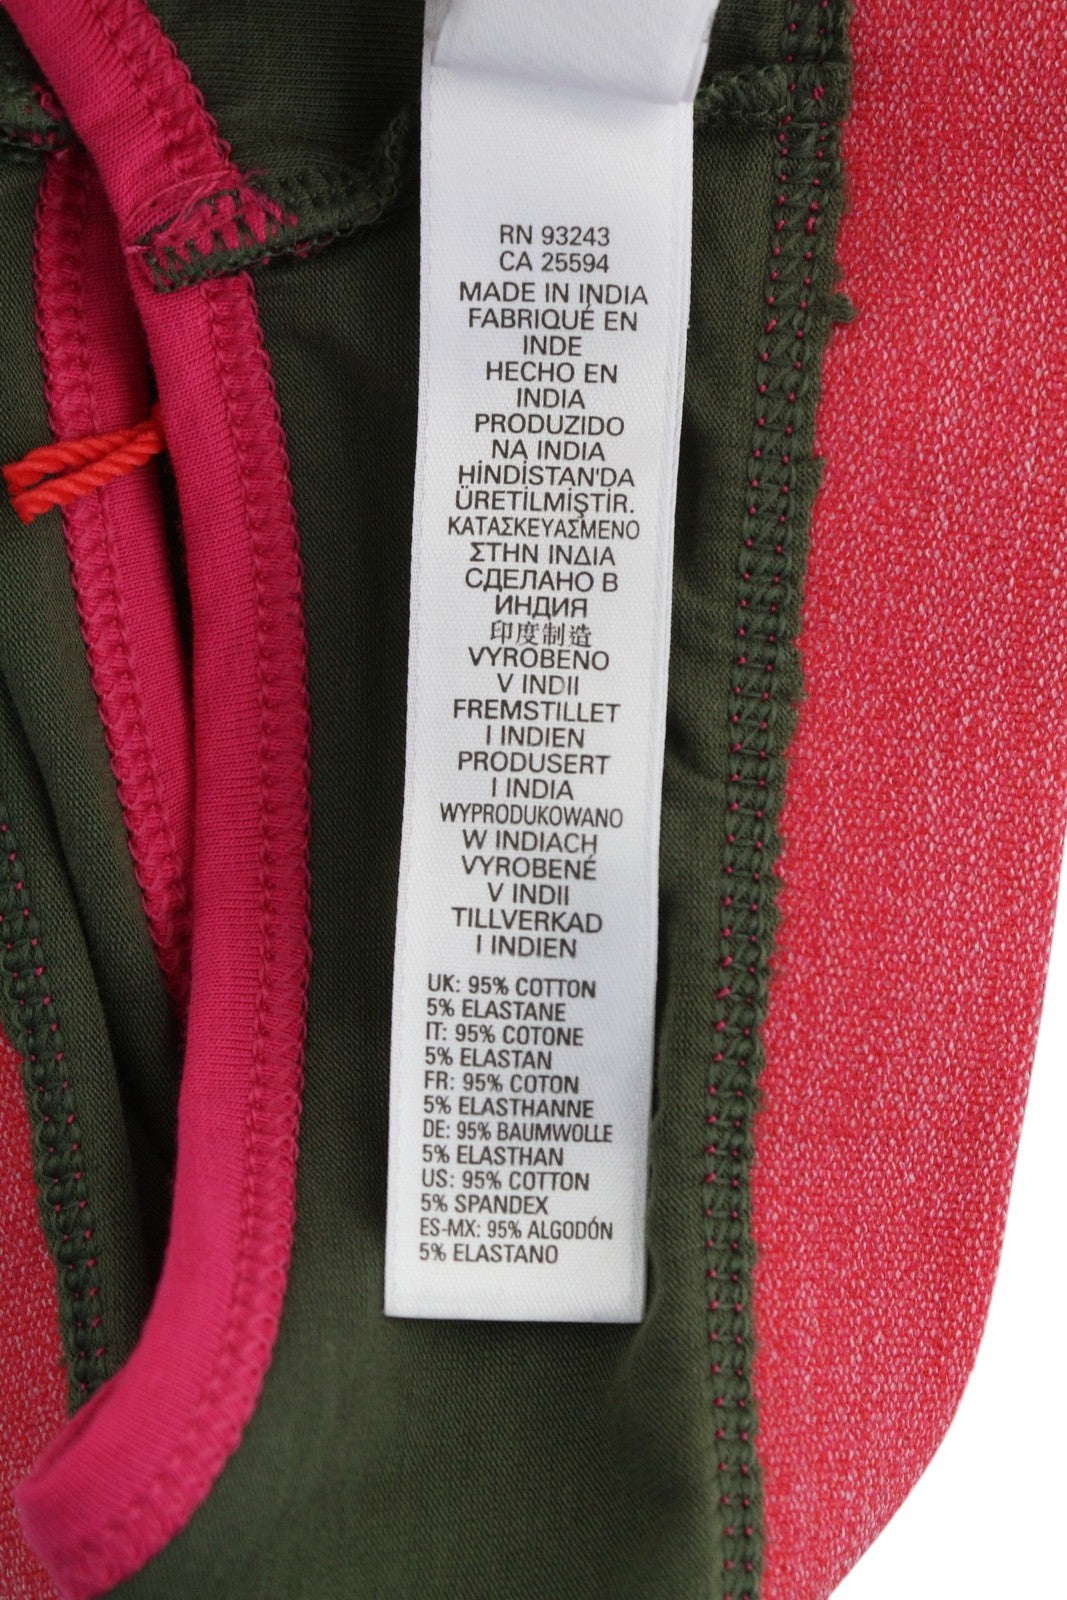 RN 93243
CA 25594
MADE IN INDIA
FABRIQUÉ EN
INDE
HECHO EN
INDIA
PRODUZIDO
NA INDIA
HİNDİSTAN'DA
ÜRETİLMİŞTİR.
ΚΑΤΑΣΚΕΥΑΣΜΕΝΟ
ΣΤΗΝ ΙΝΔΙΑ
СДЕЛАНО В
ИНДИЯ
印度制造
VYROBENO
V INDII
FREMSTILLET
I INDIEN
PRODUSERT
I INDIA
WYPRODUKOWANO
W INDIACH
VYROBENÉ
V INDII
TILLVERKAD
I INDIEN
UK: 95% COTTON
5% ELASTANE
IT: 95% COTONE
5% ELASTAN
FR: 95% COTON
5% ELASTHANNE
DE: 95% BAUMWOLLE
5% ELASTHAN
US: 95% COTTON
5% SPANDEX
ES-MX: 95% ALGODÓN
5% ELASTANO